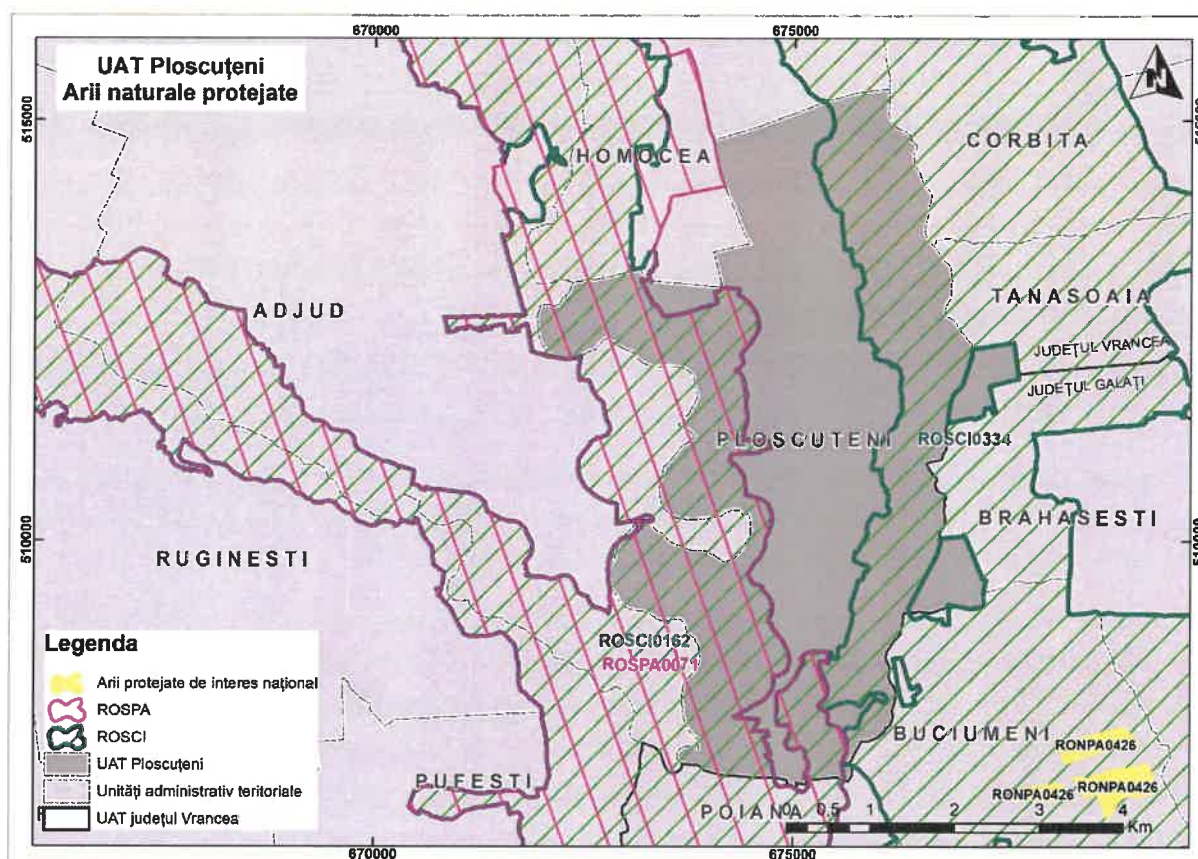 670000
675000
UAT Ploscuțeni
Arii naturale protejate
N
515000
HOMOCEA
CORBITA
ADJUD
TANASOAIA
JUDEȚUL VRANCEA
JUDEȚUL GALAȚI
PLOSCUTENI
ROSCI0334
510000
BRAHASESTI
RUGINESTI
Legenda
Arii protejate de interes național
ROSPA
ROSCI
UAT Ploscuțeni
Unități administrativ teritoriale
UAT județul Vrancea
ROSCI0162
ROSPA0071
BUCIUMENI
RONPA0426
RONPA0426
RONPA0426
PUFESTI
POIANA
0 0,5 1 2 3 4
Km
670000
675000